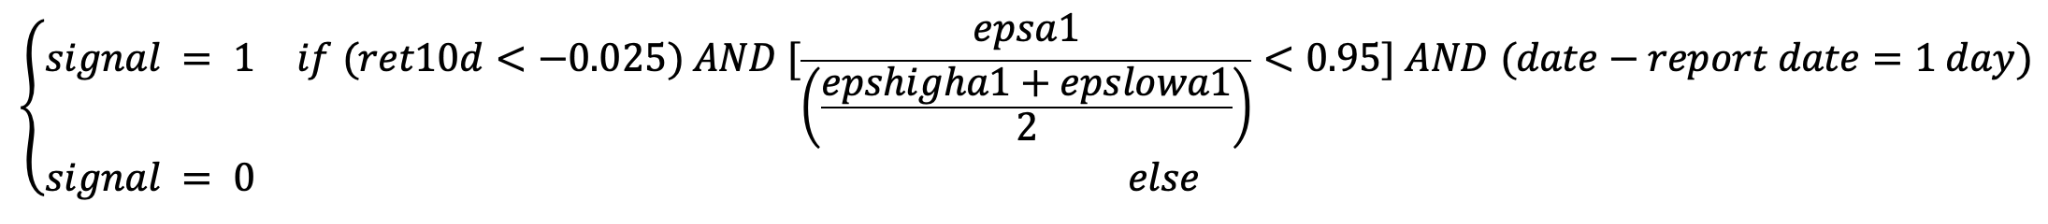 signal = 1 if (ret10d < −0.025) AND [epsa1 / ((epshigha1 + epslowa1) / 2) < 0.95] AND (date − report date = 1 day)
signal = 0 else